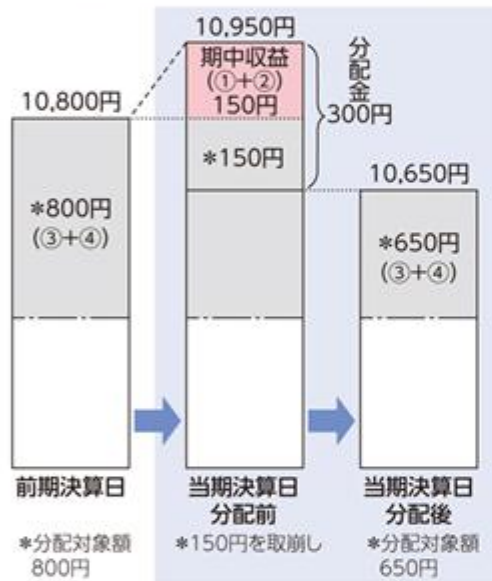 10,950円
期中収益
(①+②)
150円
分配金
300円
10,800円
*150円
10,650円
*800円
(③+④)
*650円
(③+④)
前期決算日
当期決算日
分配前
当期決算日
分配後
*分配対象額
800円
*150円を取崩し
*分配対象額
650円